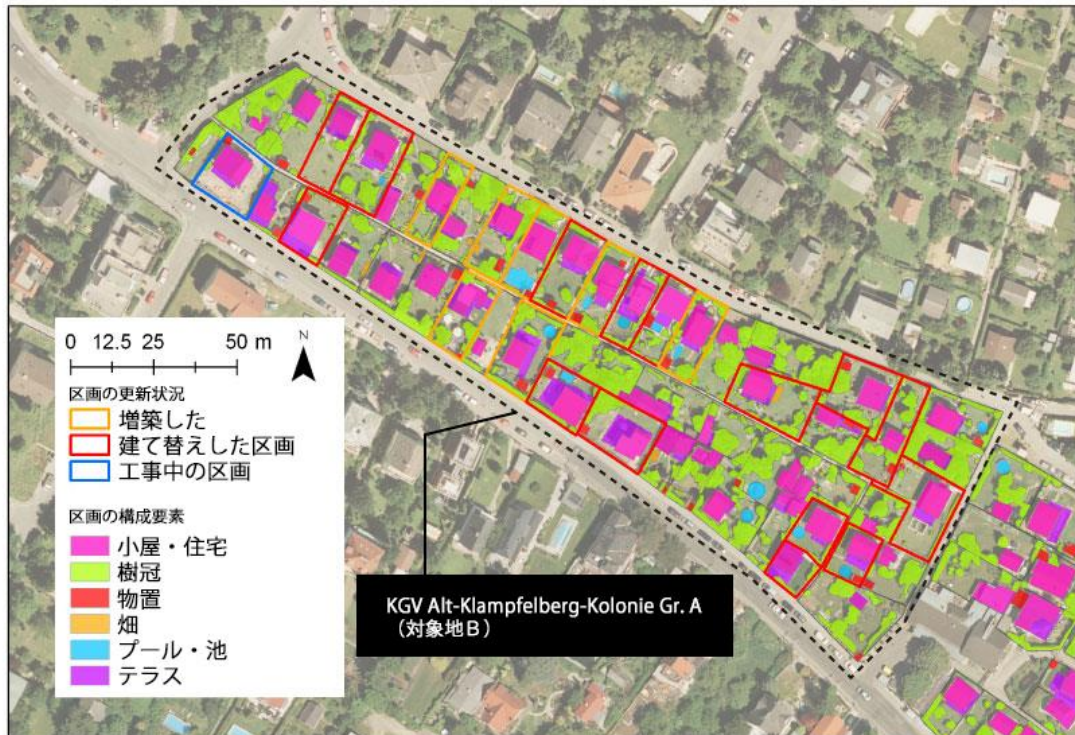 0 12.5 25 50 m
N
区画の更新状況
増築した
建て替えした区画
工事中の区画
区画の構成要素
小屋・住宅
樹冠
物置
畑
プール・池
テラス
KGV Alt-Klampfelberg-Kolonie Gr. A
（対象地B）